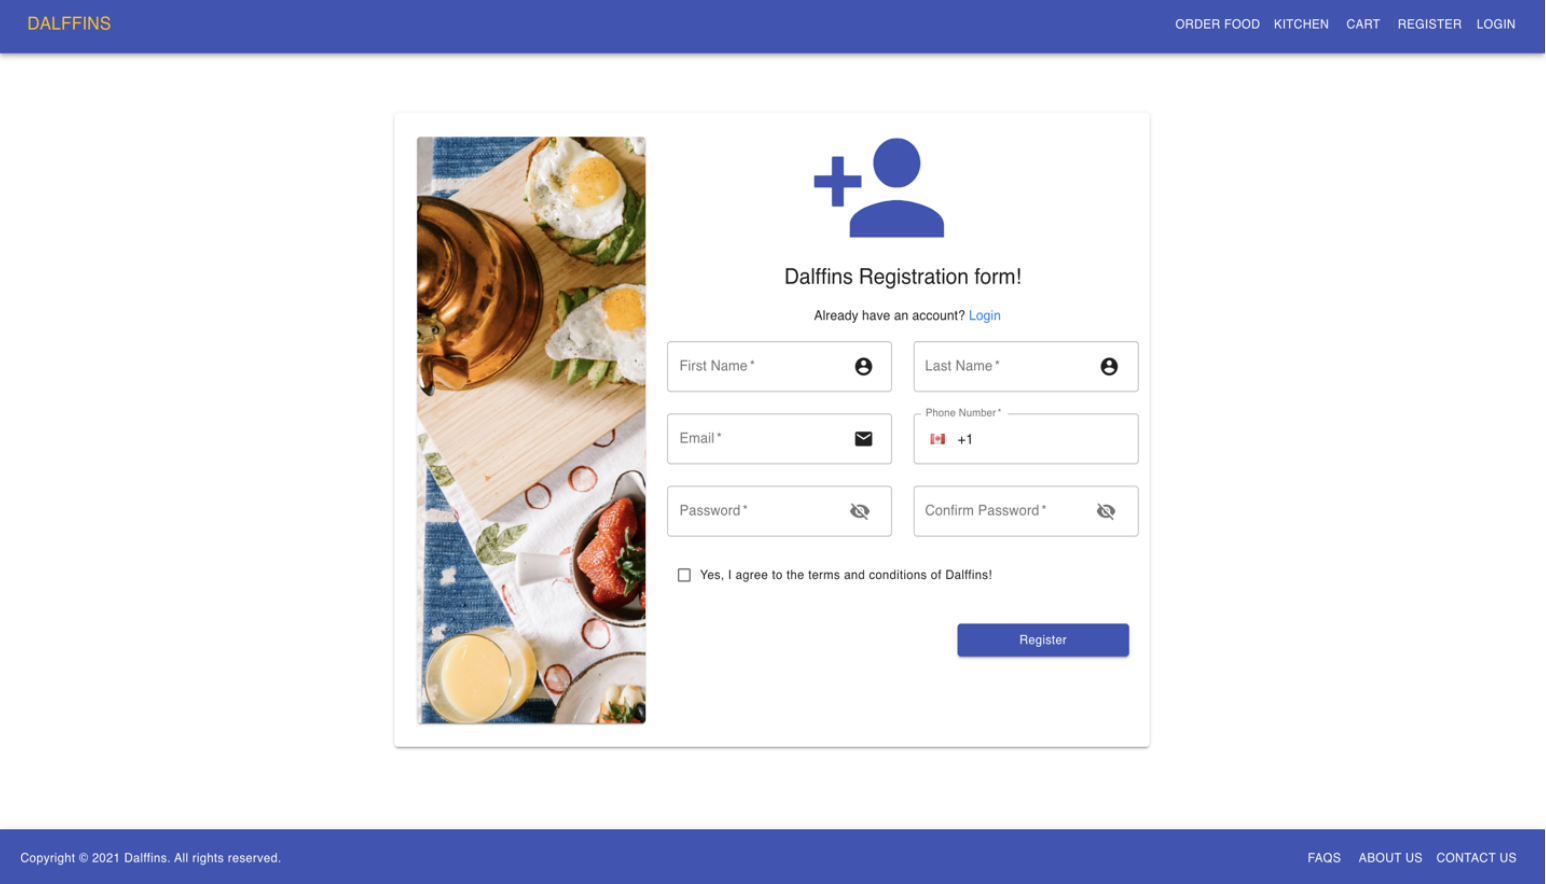 DALFFINS
ORDER FOOD KITCHEN CART REGISTER LOGIN
Dalffins Registration form!
Already have an account? Login
First Name *
Last Name *
Email *
Phone Number *
+1
Password *
Confirm Password *
Yes, I agree to the terms and conditions of Dalffins!
Register
Copyright © 2021 Dalffins. All rights reserved.
FAQS ABOUT US CONTACT US